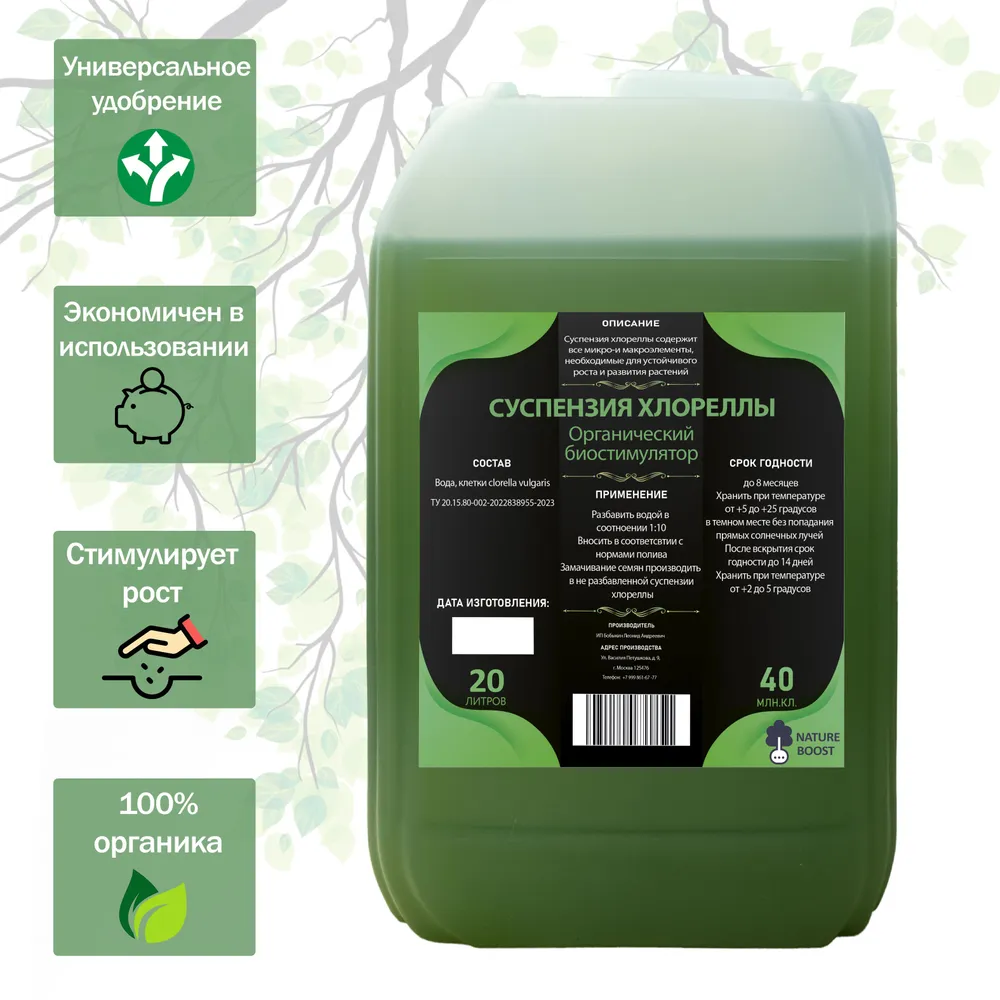 Универсальное
удобрение
Экономичен в
использовании
Стимулирует
рост
100%
органика
ОПИСАНИЕ
Суспензия хлореллы содержит
все микро-и макроэлементы,
необходимые для устойчивого
роста и развития растений
СУСПЕНЗИЯ ХЛОРЕЛЛЫ
Органический
биостимулятор
СОСТАВ
Вода, клетки clorella vulgaris
ТУ 20.15.80-002-2022838955-2023
ДАТА ИЗГОТОВЛЕНИЯ:
20
ЛИТРОВ
ПРИМЕНЕНИЕ
Разбавить водой в
соотноении 1:10
Вносить в соответсвтии с
нормами полива
Замачивание семян производить
в не разбавленной суспензии
хлореллы
ПРОИЗВОДИТЕЛЬ
ИП Бобыкин Леонид Андреевич
АДРЕС ПРОИЗВОДСТВА
Ул. Василия Петушкова, д. 9,
г. Москва 125476
Телефон +7 999 861-67-77
СРОК ГОДНОСТИ
до 8 месяцев
Хранить при температуре
от +5 до +25 градусов
в темном месте без попадания
прямых солнечных лучей
После вскрытия срок
годности до 14 дней
Хранить при температуре
от +2 до 5 градусов
40
МЛН.КЛ.
NATURE
BOOST